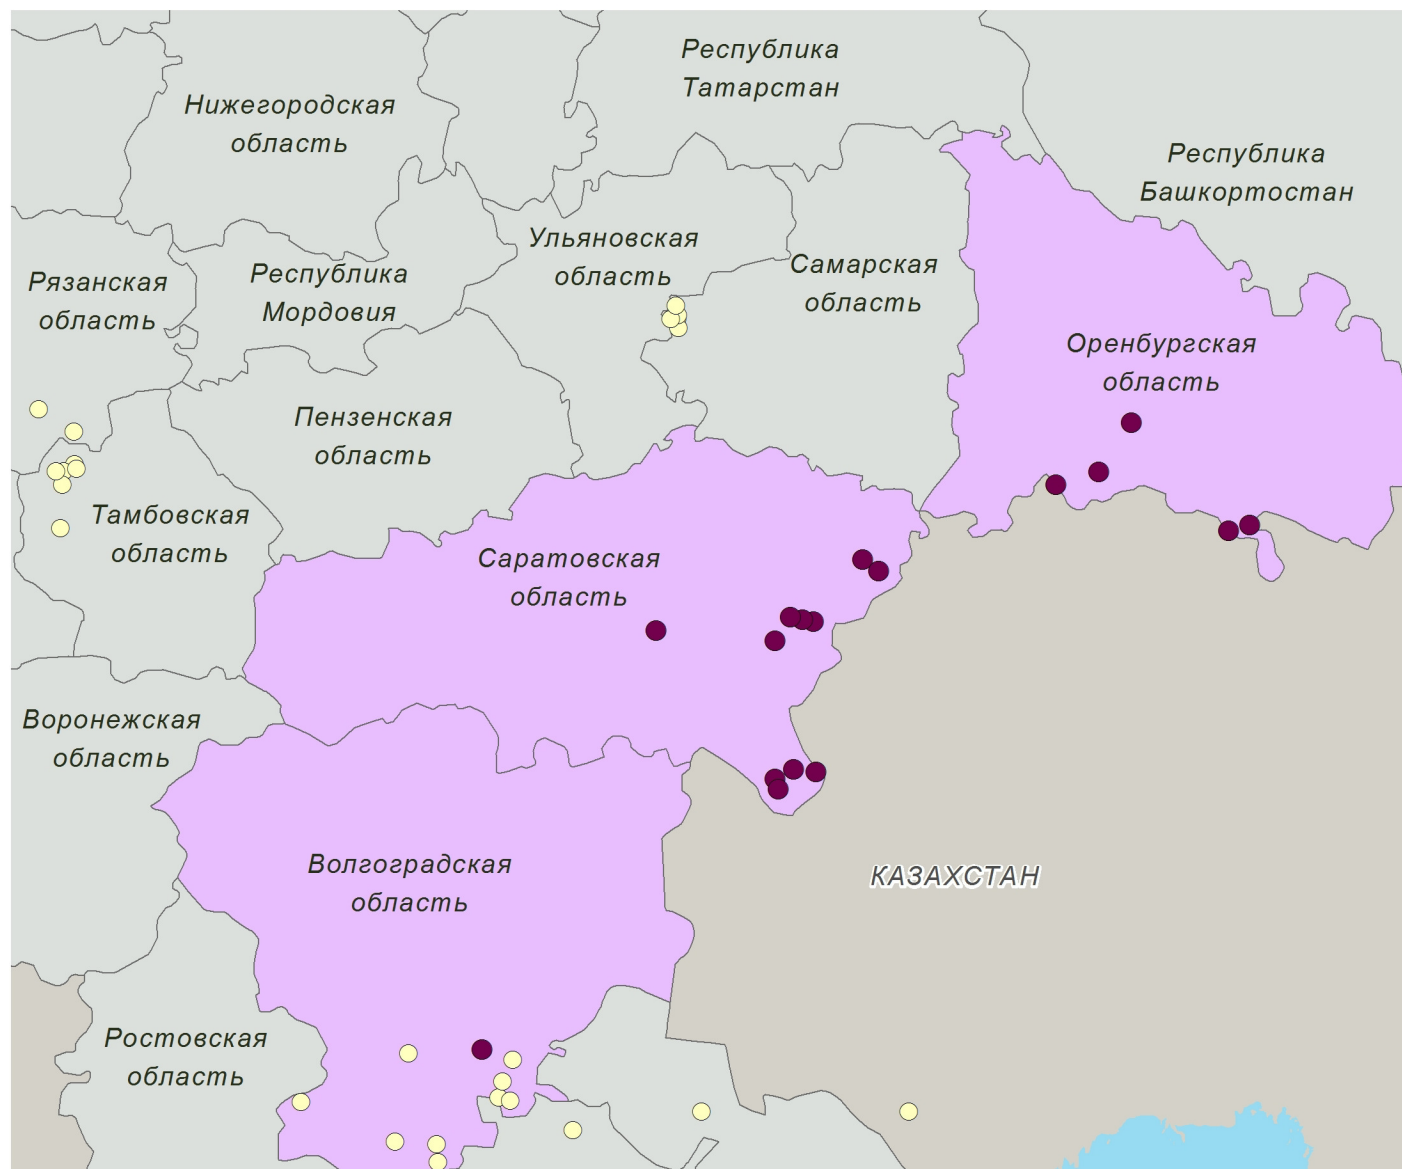 Республика
Татарстан
Нижегородская
область
Республика
Башкортостан
Ульяновская
область
Самарская
область
Рязанская
область
Республика
Мордовия
Оренбургская
область
Пензенская
область
Тамбовская
область
Саратовская
область
Воронежская
область
Волгоградская
область
КАЗАХСТАН
Ростовская
область